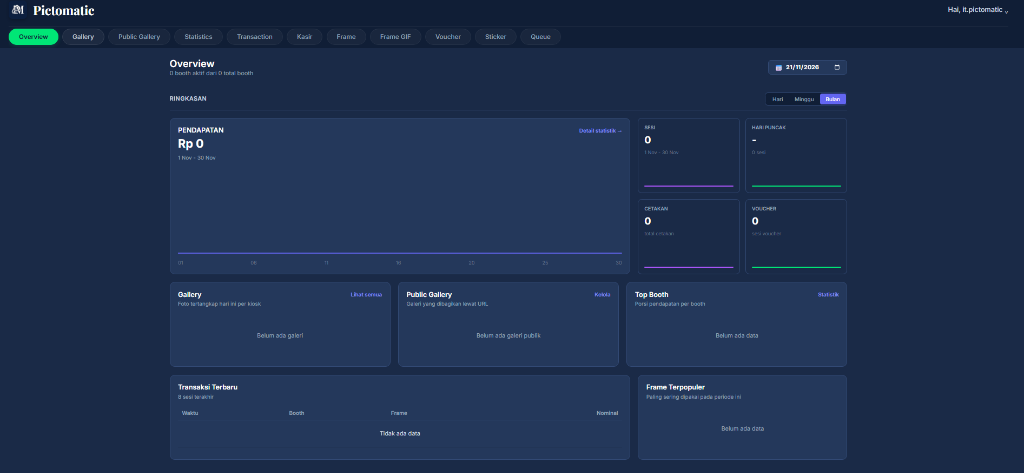 Pictomatic
Hai, it.pictomatic
Overview Gallery Public Gallery Statistics Transaction Kasir Frame Frame GIF Voucher Sticker Queue
Overview
0 booth aktif dari 0 total booth
21/11/2026
RINGKASAN
Hari Minggu Bulan
PENDAPATAN
Detail statistik →
Rp 0
1 Nov - 30 Nov
01 06 11 16 20 25 30
SESI
0
1 Nov - 30 Nov
HARI PUNCAK
-
0 sesi
CETAKAN
0
VOUCHER
0
Sesi voucher
Gallery
Lihat semua
Foto tertangkap hari ini per kiosk
Belum ada galeri
Public Gallery
Kelola
Galeri yang dibagikan lewat URL
Belum ada galeri publik
Top Booth
Statistik
Porsi pendapatan per booth
Belum ada data
Transaksi Terbaru
8 sesi terakhir
Waktu Booth Frame Nominal
Tidak ada data
Frame Terpopuler
Paling sering dipakai pada periode ini
Belum ada data